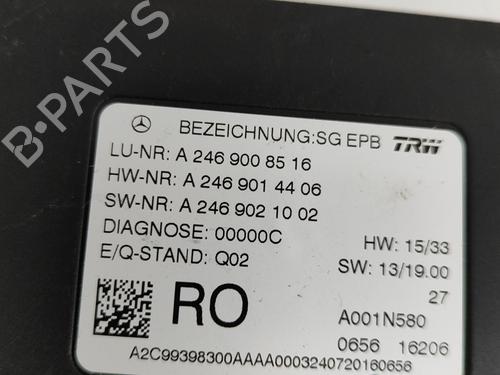 BEZEICHNUNG:SG EPB TRW
LU-NR: A 246 900 85 16
HW-NR: A 246 901 44 06
SW-NR: A 246 902 10 02
DIAGNOSE: 00000C HW: 15/33
E/Q-STAND: Q02 SW: 13/19.00
27
RO A001N580
0656 16206
A2C99398300AAAA0003240720160656
B-PARTS